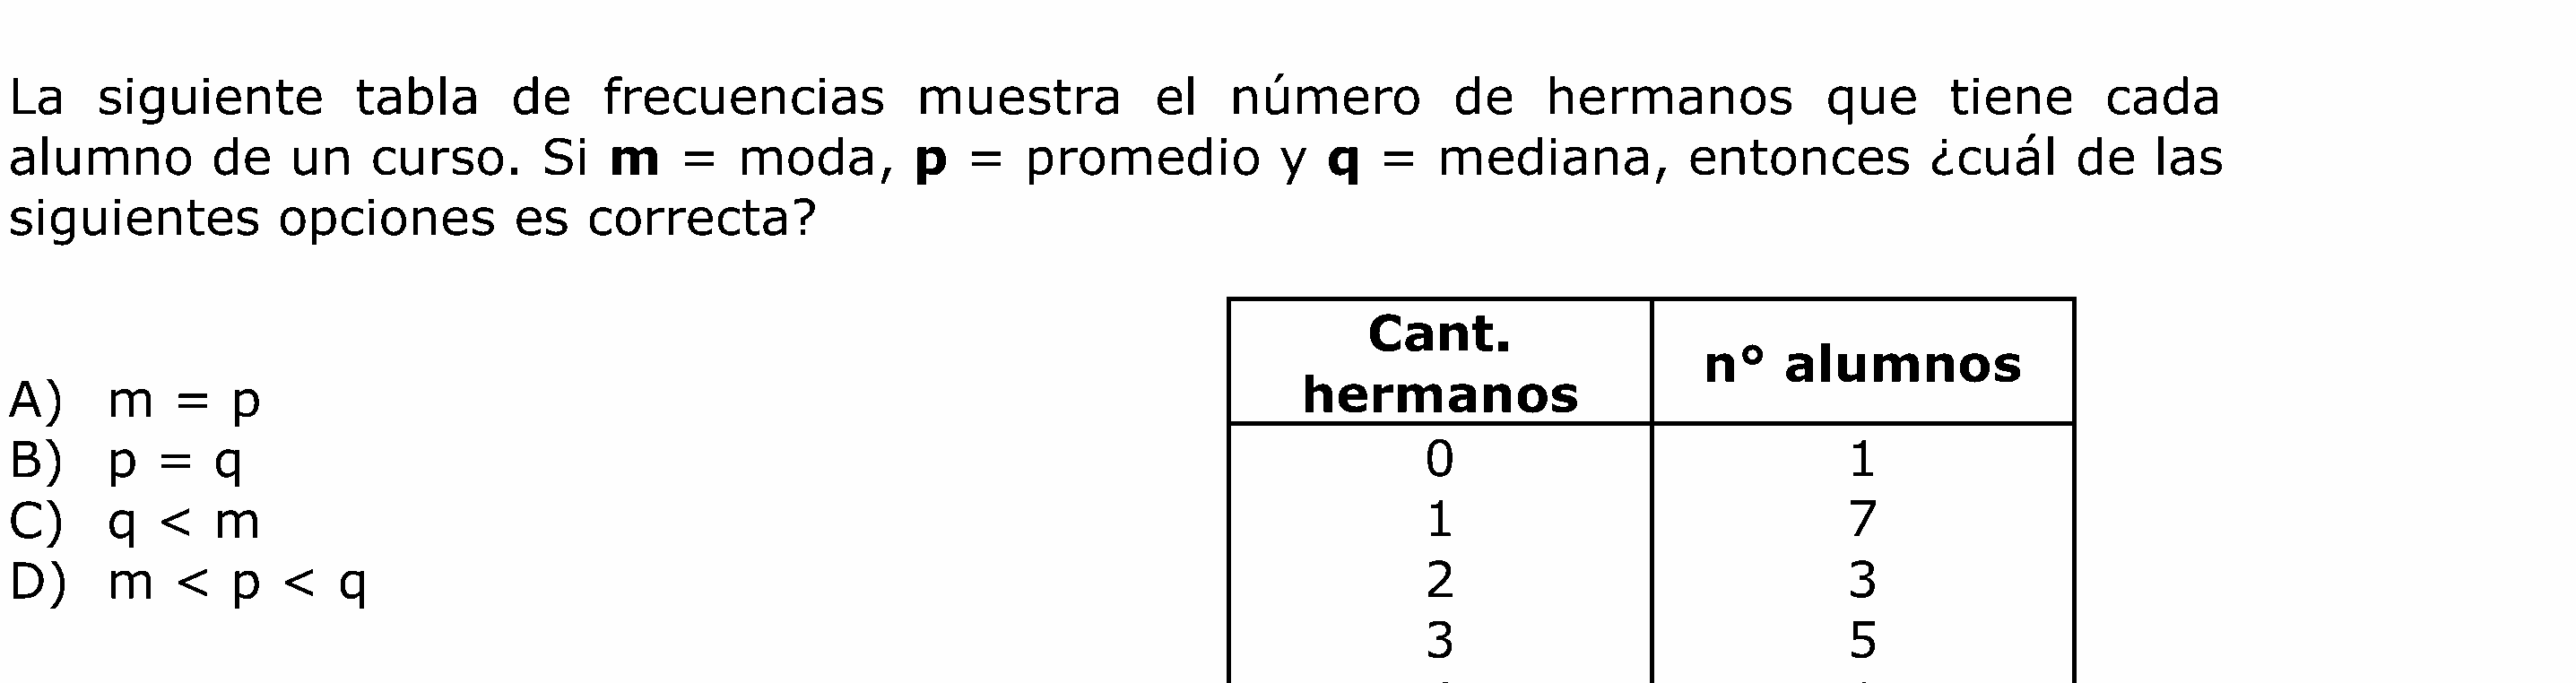 La siguiente tabla de frecuencias muestra el número de hermanos que tiene cada
alumno de un curso. Si m = moda, p = promedio y q = mediana, entonces ¿cuál de las
siguientes opciones es correcta?
A) m = p
B) p = q
C) q < m
D) m < p < q
Cant.
hermanos
n° alumnos
0 1
1 7
2 3
3 5